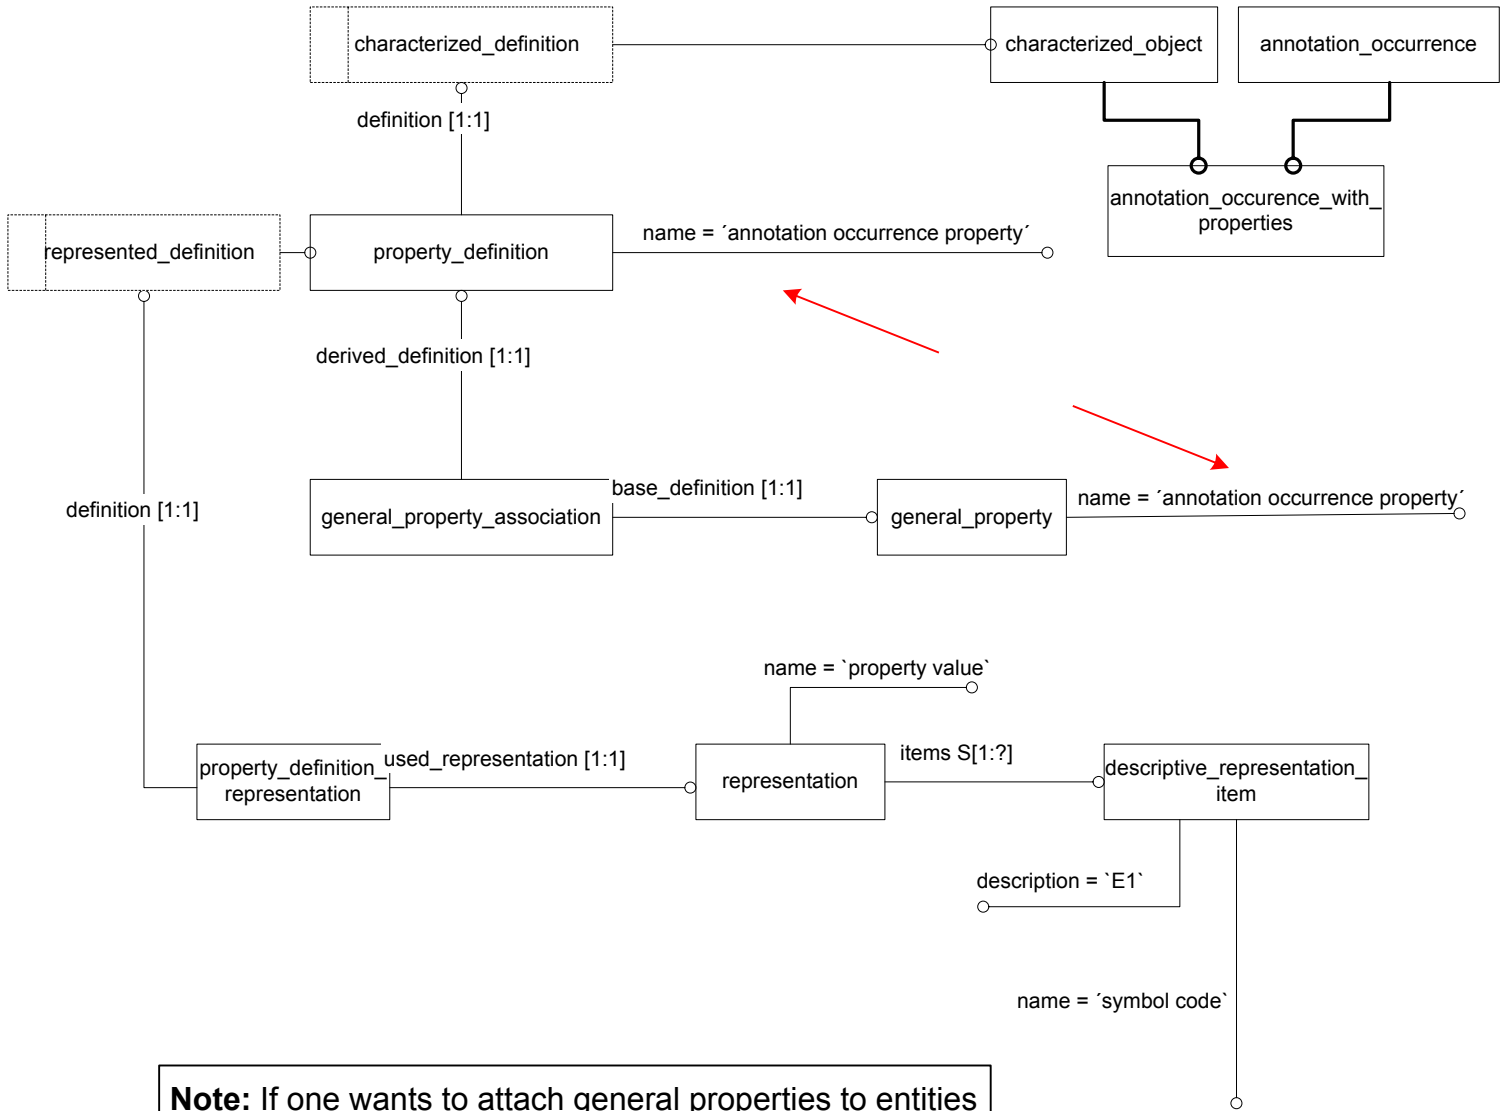 characterized_definition
characterized_object
annotation_occurrence
definition [1:1]
annotation_occurence_with_
properties
represented_definition
property_definition
name = ´annotation occurrence property´
derived_definition [1:1]
definition [1:1]
general_property_association
base_definition [1:1]
general_property
name = ´annotation occurrence property´
name = `property value`
property_definition_
representation
used_representation [1:1]
representation
items S[1:?]
descriptive_representation_
item
description = `E1`
name = ´symbol code`
Note: If one wants to attach general properties to entities